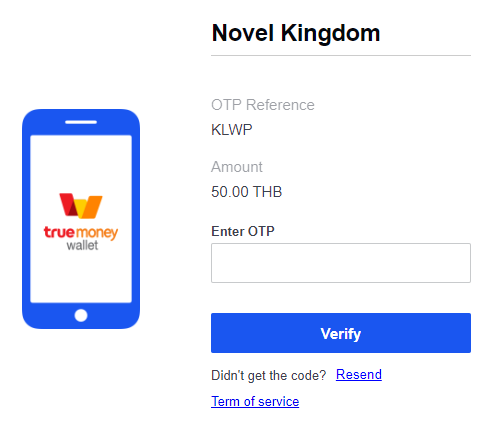 Novel Kingdom
OTP Reference
KLWP
Amount
50.00 THB
truemoney
wallet
Enter OTP
Verify
Didn't get the code? Resend
Term of service